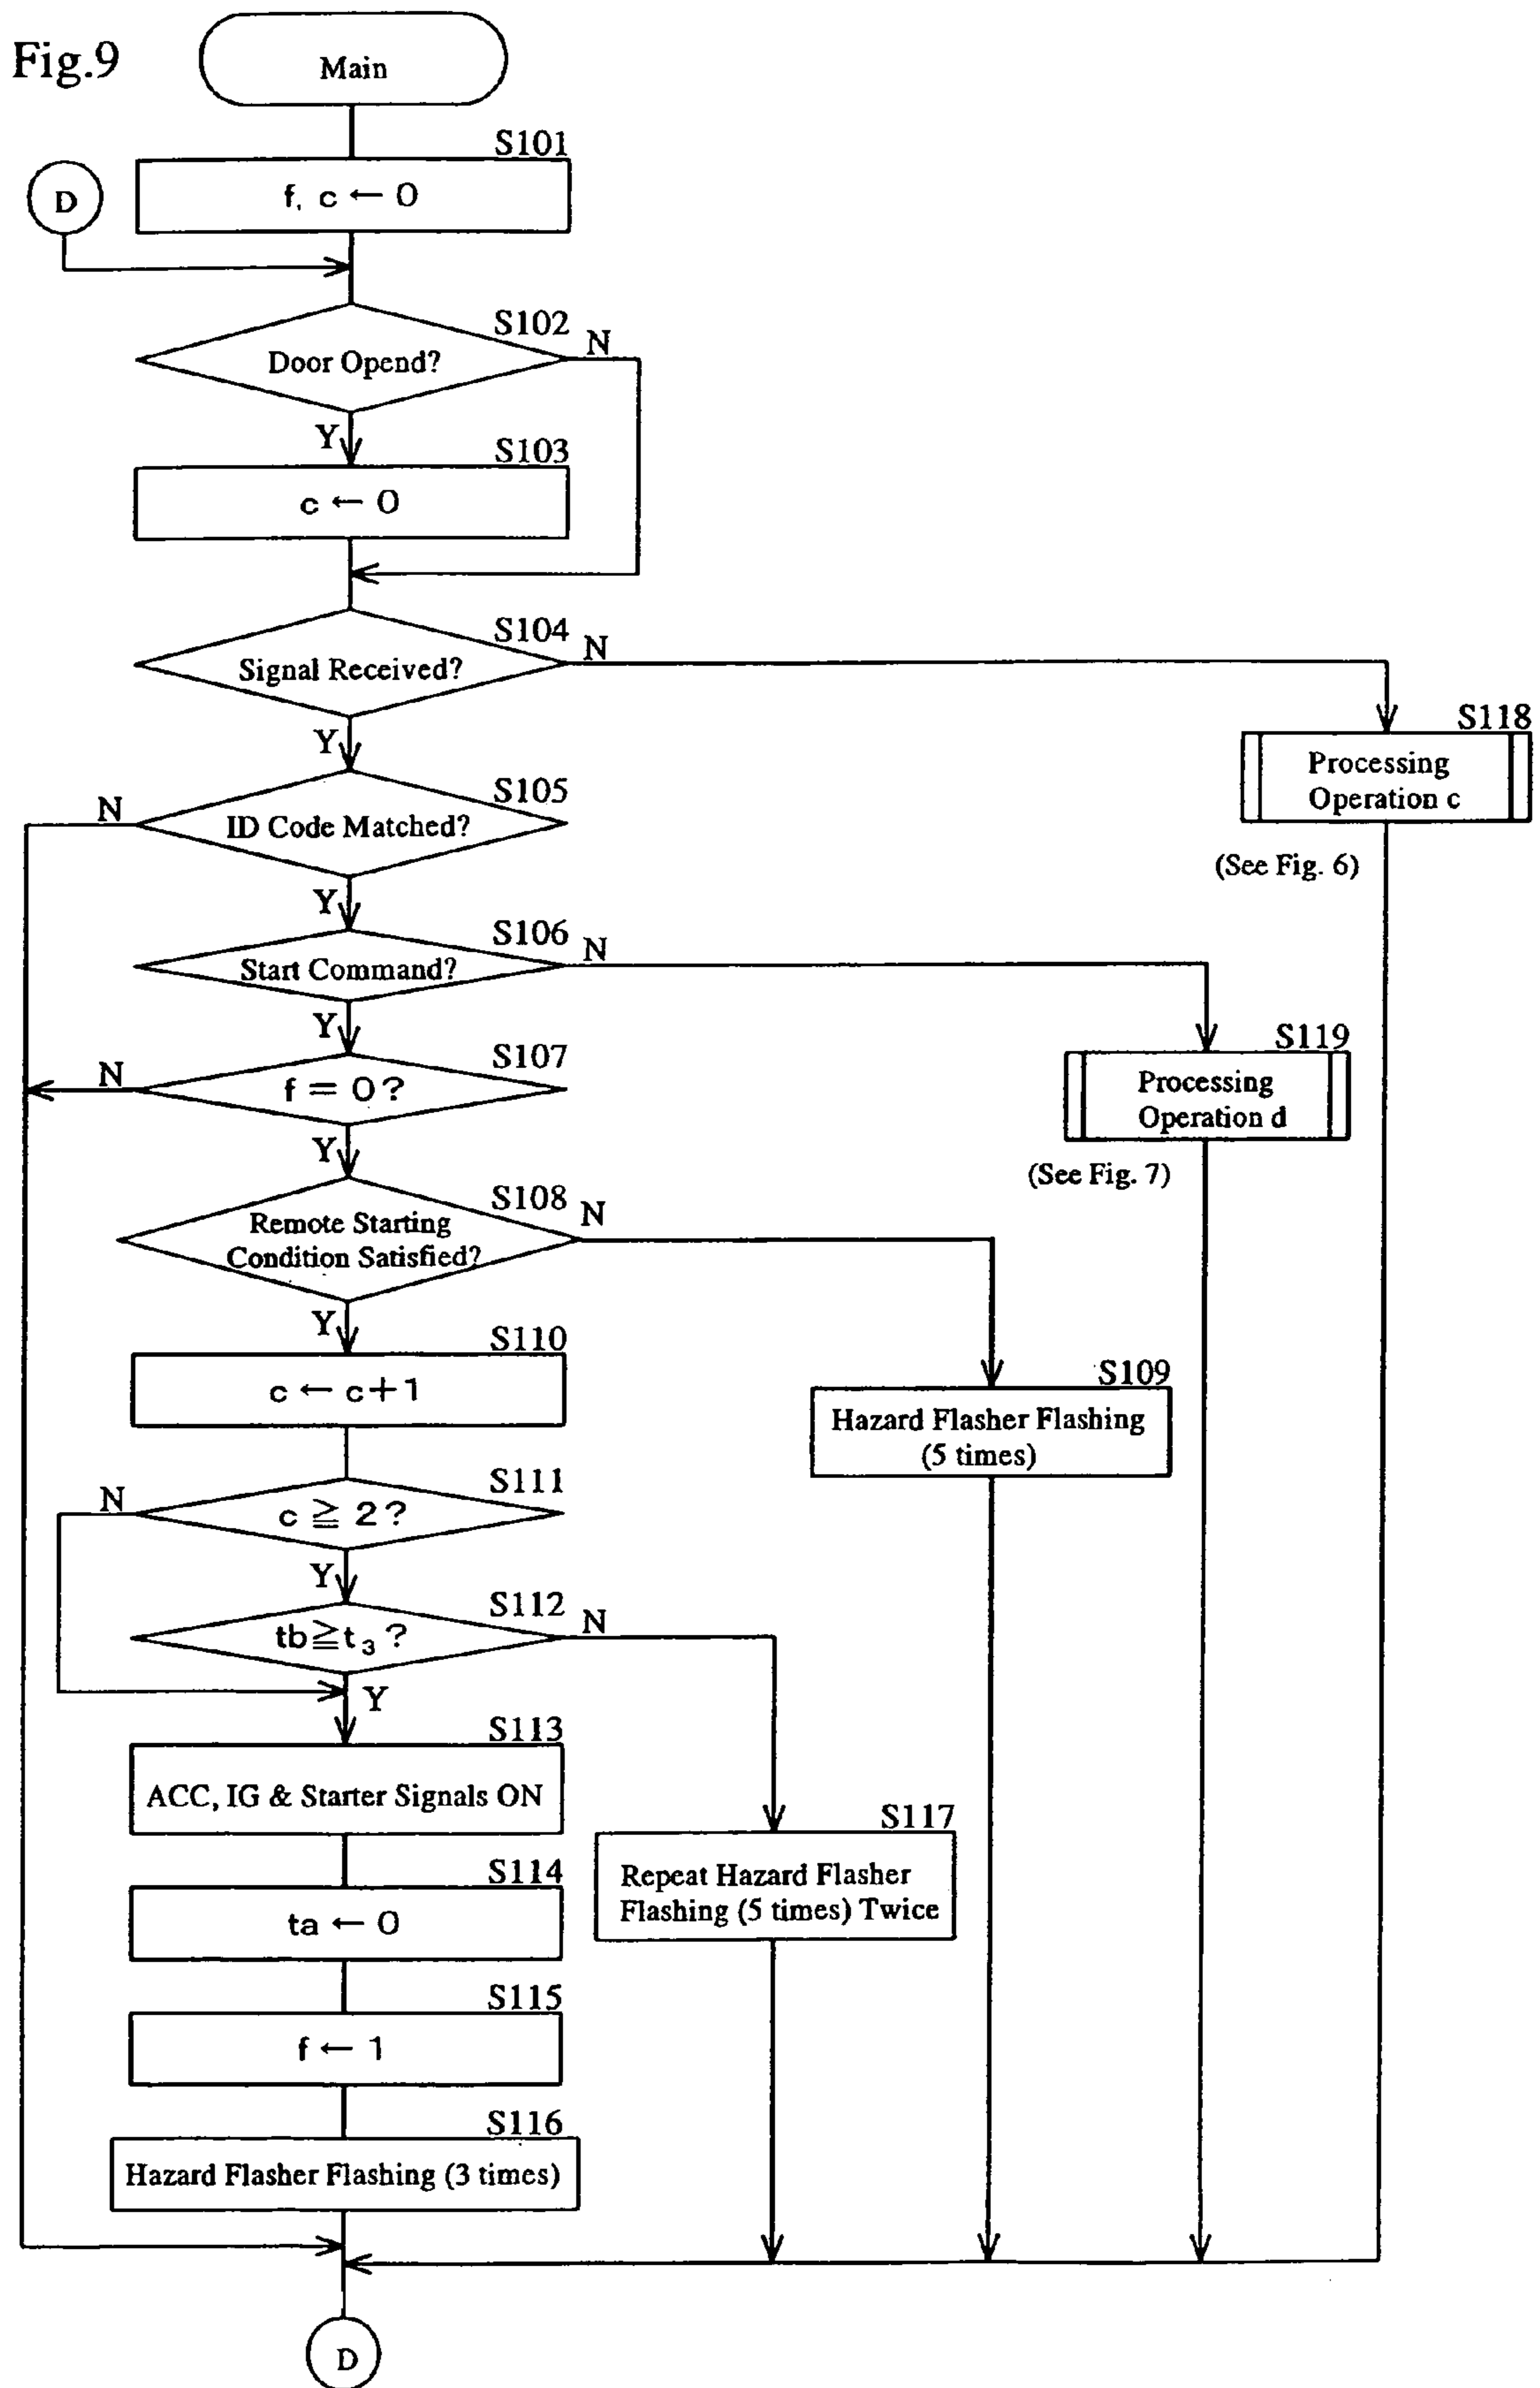 Fig.9
Main
S101
f, c ← 0
D
S102
Door Opend?
N
Y
S103
c ← 0
S104
Signal Received?
N
Y
S118
Processing
Operation c
(See Fig. 6)
S105
ID Code Matched?
N
Y
S106
Start Command?
N
Y
S119
Processing
Operation d
(See Fig. 7)
S107
f = 0?
N
Y
S108
Remote Starting
Condition Satisfied?
N
Y
S109
Hazard Flasher Flashing
(5 times)
S110
c ← c+1
S111
c ≧ 2?
N
Y
S112
tb≧t₃?
N
Y
S113
ACC, IG & Starter Signals ON
S117
Repeat Hazard Flasher
Flashing (5 times) Twice
S114
ta ← 0
S115
f ← 1
S116
Hazard Flasher Flashing (3 times)
D